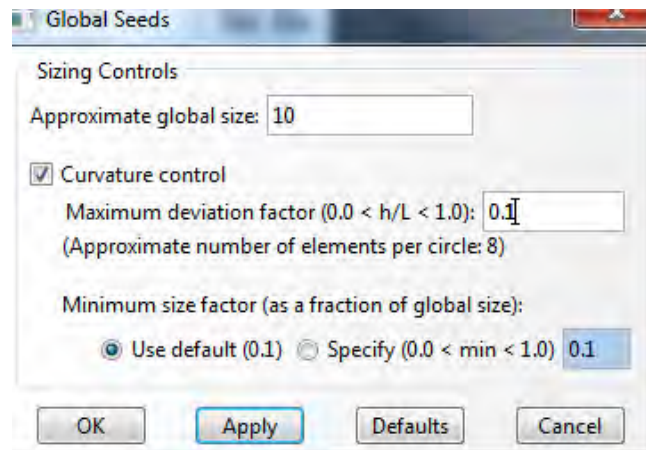 Global Seeds
Sizing Controls
Approximate global size: 10
Curvature control
Maximum deviation factor (0.0 < h/L < 1.0): 0.1
(Approximate number of elements per circle: 8)
Minimum size factor (as a fraction of global size):
Use default (0.1) Specify (0.0 < min < 1.0) 0.1
OK Apply Defaults Cancel